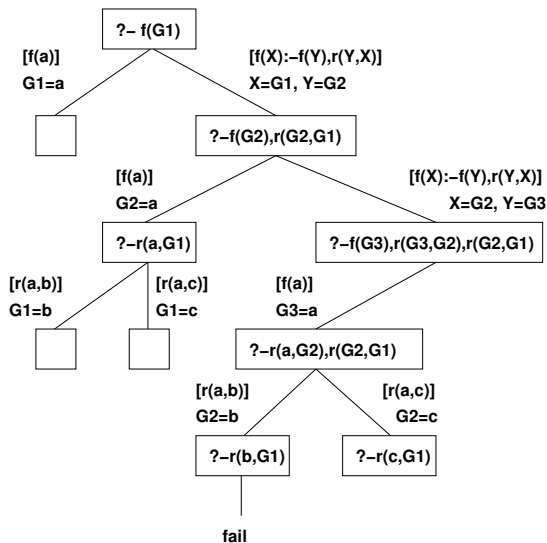 ?- f(G1)
[f(a)]
G1=a
[f(X):-f(Y),r(Y,X)]
X=G1, Y=G2
?-f(G2),r(G2,G1)
[f(a)]
G2=a
[f(X):-f(Y),r(Y,X)]
X=G2, Y=G3
?-r(a,G1)
?-f(G3),r(G3,G2),r(G2,G1)
[r(a,b)]
G1=b
[r(a,c)]
G1=c
[f(a)]
G3=a
?-r(a,G2),r(G2,G1)
[r(a,b)]
G2=b
[r(a,c)]
G2=c
?-r(b,G1)
?-r(c,G1)
fail